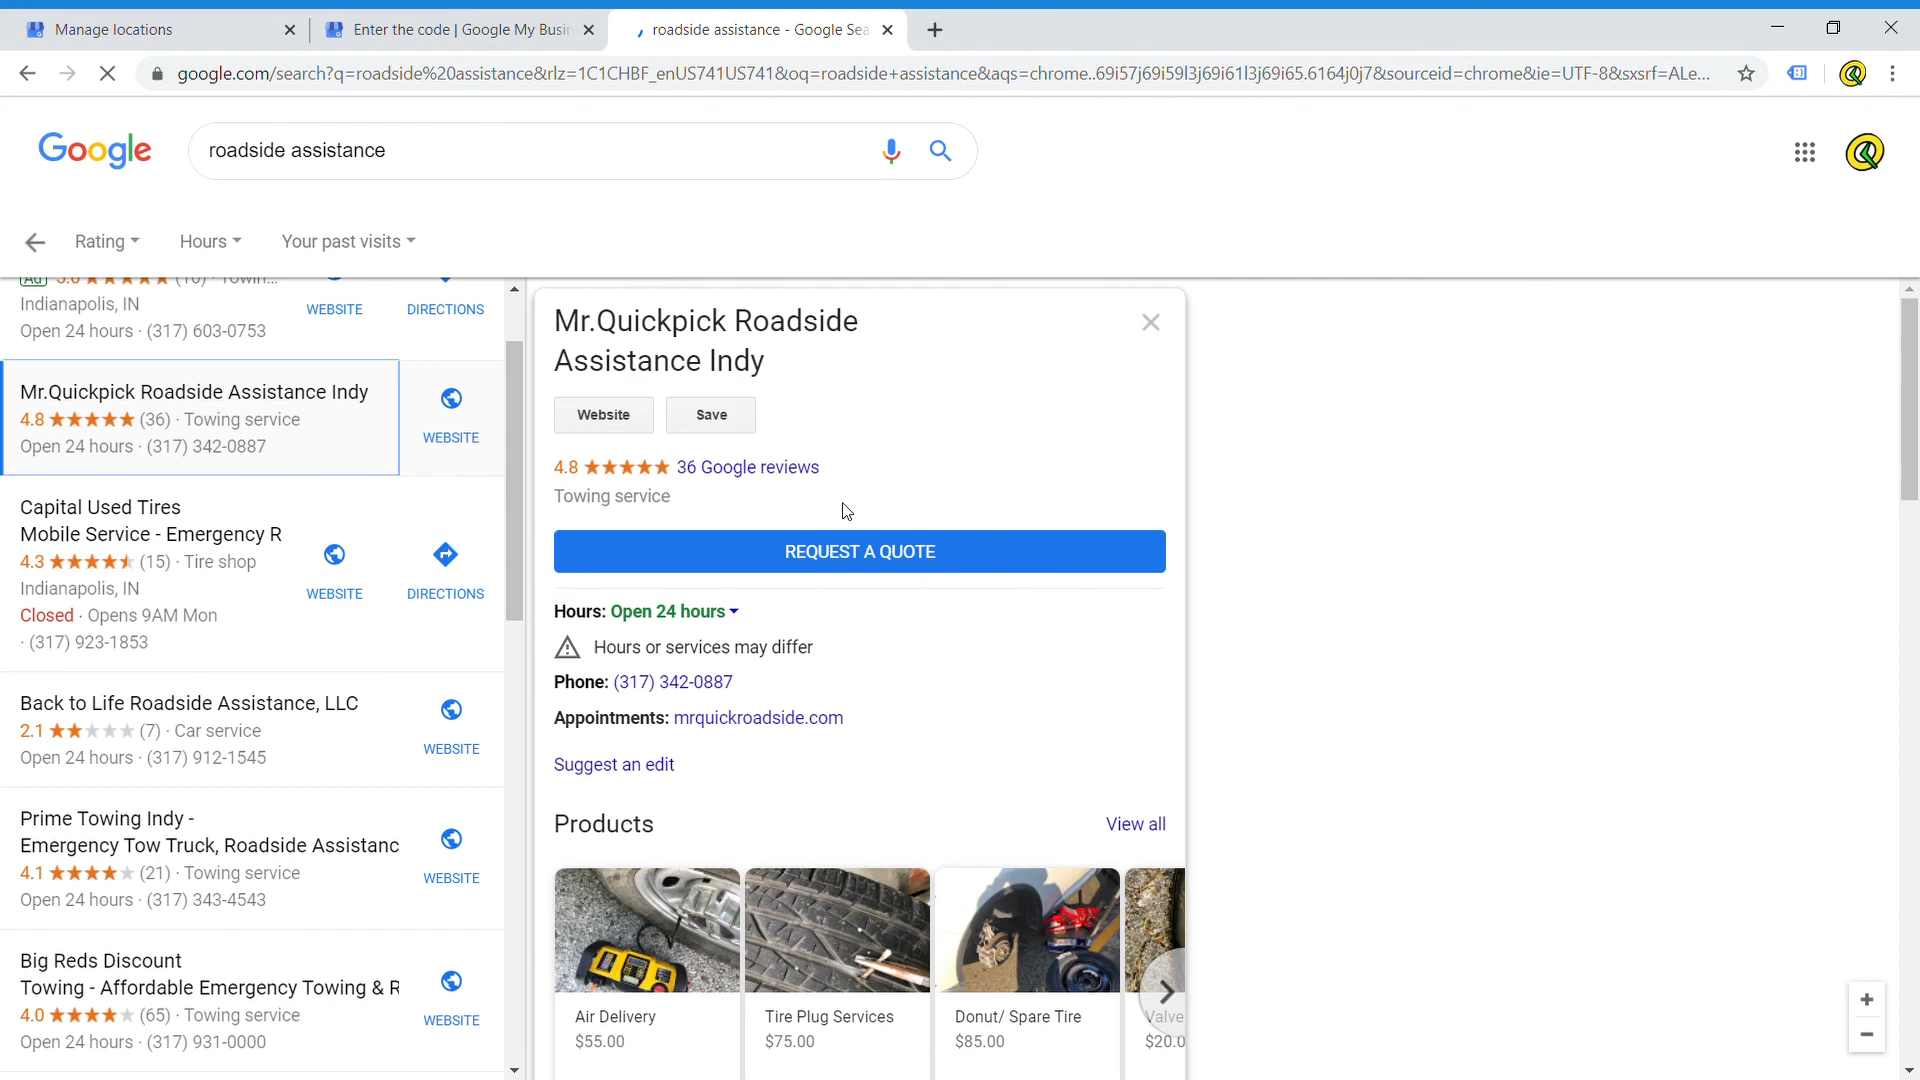 Manage locations
Enter the code | Google My Busin
roadside assistance - Google Sea
google.com/search?q=roadside%20assistance&rlz=1C1CHBF_enUS741US741&oq=roadside+assistance&aqs=chrome..69i57j69i59l3j69i61l3j69i65.6164j0j7&sourceid=chrome&ie=UTF-8&sxsrf=ALe...
Google
roadside assistance
Rating
Hours
Your past visits
Ad 5.0 (10) · Towin...
Indianapolis, IN
Open 24 hours · (317) 603-0753
WEBSITE
DIRECTIONS
Mr.Quickpick Roadside Assistance Indy
4.8 (36) · Towing service
Open 24 hours · (317) 342-0887
WEBSITE
Capital Used Tires
Mobile Service - Emergency R
4.3 (15) · Tire shop
Indianapolis, IN
Closed · Opens 9AM Mon
· (317) 923-1853
WEBSITE
DIRECTIONS
Back to Life Roadside Assistance, LLC
2.1 (7) · Car service
Open 24 hours · (317) 912-1545
WEBSITE
Prime Towing Indy -
Emergency Tow Truck, Roadside Assistanc
4.1 (21) · Towing service
Open 24 hours · (317) 343-4543
WEBSITE
Big Reds Discount
Towing - Affordable Emergency Towing & R
4.0 (65) · Towing service
Open 24 hours · (317) 931-0000
WEBSITE
Mr.Quickpick Roadside
Assistance Indy
Website
Save
4.8 36 Google reviews
Towing service
REQUEST A QUOTE
Hours: Open 24 hours
Hours or services may differ
Phone: (317) 342-0887
Appointments: mrquickroadside.com
Suggest an edit
Products
View all
Air Delivery
$55.00
Tire Plug Services
$75.00
Donut/ Spare Tire
$85.00
Valve
$20.0